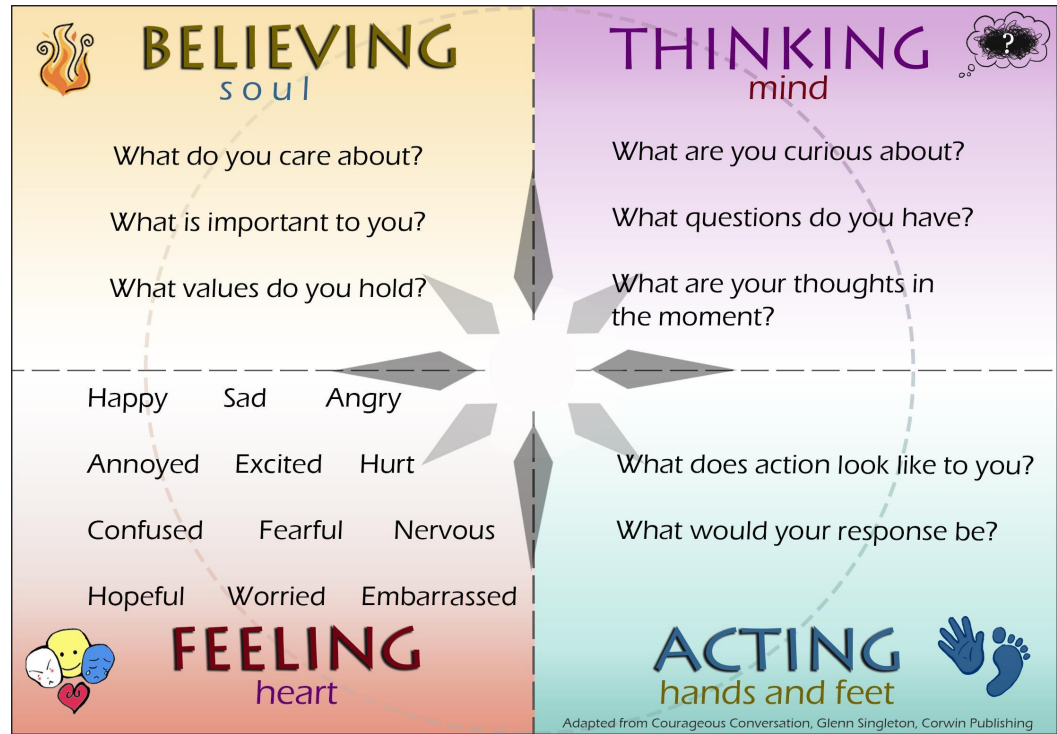 BELIEVING
soul
What do you care about?
What is important to you?
What values do you hold?
THINKING
?
mind
What are you curious about?
What questions do you have?
What are your thoughts in
the moment?
Happy Sad Angry
Annoyed Excited Hurt
Confused Fearful Nervous
Hopeful Worried Embarrassed
FEELING
heart
What does action look like to you?
What would your response be?
ACTING
hands and feet
Adapted from Courageous Conversation, Glenn Singleton, Corwin Publishing